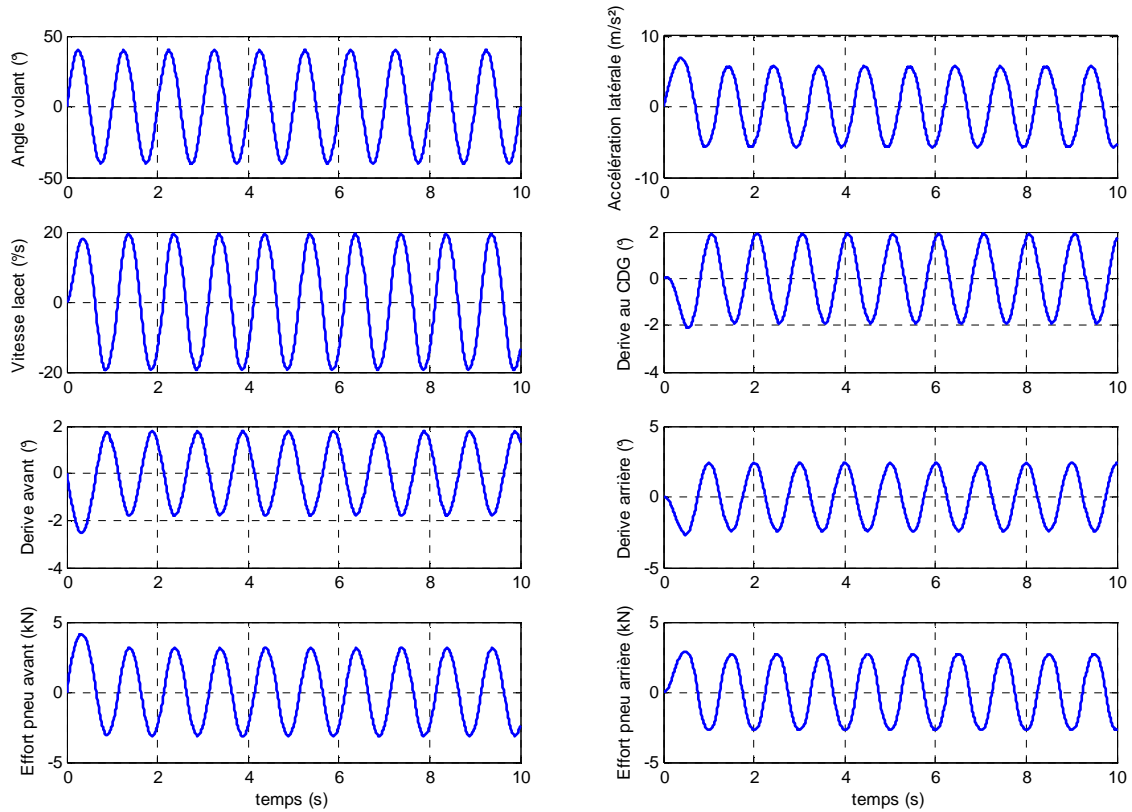 50
0
-50
0 2 4 6 8 10
Angle volant (°)
10
5
0
-5
-10
0 2 4 6 8 10
Accélération latérale (m/s²)
20
0
-20
0 2 4 6 8 10
Vitesse lacet (°/s)
2
0
-2
-4
0 2 4 6 8 10
Derive au CDG (°)
2
0
-2
-4
0 2 4 6 8 10
Derive avant (°)
5
0
-5
0 2 4 6 8 10
Derive arrière (°)
5
0
-5
0 2 4 6 8 10
Effort pneu avant (kN)
temps (s)
5
0
-5
0 2 4 6 8 10
Effort pneu arrière (kN)
temps (s)